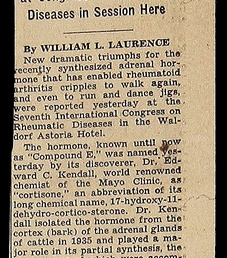 Diseases in Session Here
By WILLIAM L. LAURENCE
New dramatic triumphs for the
recently synthesized adrenal hor-
mone that has enabled rheumatoid
arthritis cripples to walk again,
and even to run and dance jigs,
were reported yesterday at the
Seventh International Congress on
Rheumatic Diseases in the Wal-
dorf Astoria Hotel.
The hormone, known until now
as "Compound E," was named yes-
terday by its discoverer, Dr. Ed-
ward C. Kendall, world renowned
chemist of the Mayo Clinic, as
"cortisone," an abbreviation of its
long chemical name, 17-hydroxy-11-
dehydro-cortico-sterone. Dr. Ken-
dall isolated the hormone from the
cortex (bark) of the adrenal glands
of cattle in 1935 and played a ma-
jor role in its partial synthesis, the